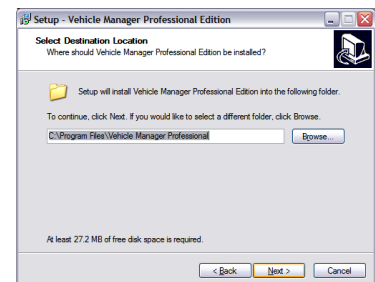 Setup - Vehicle Manager Professional Edition
Select Destination Location
Where should Vehicle Manager Professional Edition be installed?
Setup will install Vehicle Manager Professional Edition into the following folder.
To continue, click Next. If you would like to select a different folder, click Browse.
C:\Program Files\Vehicle Manager Professional
Browse...
At least 27.2 MB of free disk space is required.
< Back
Next >
Cancel